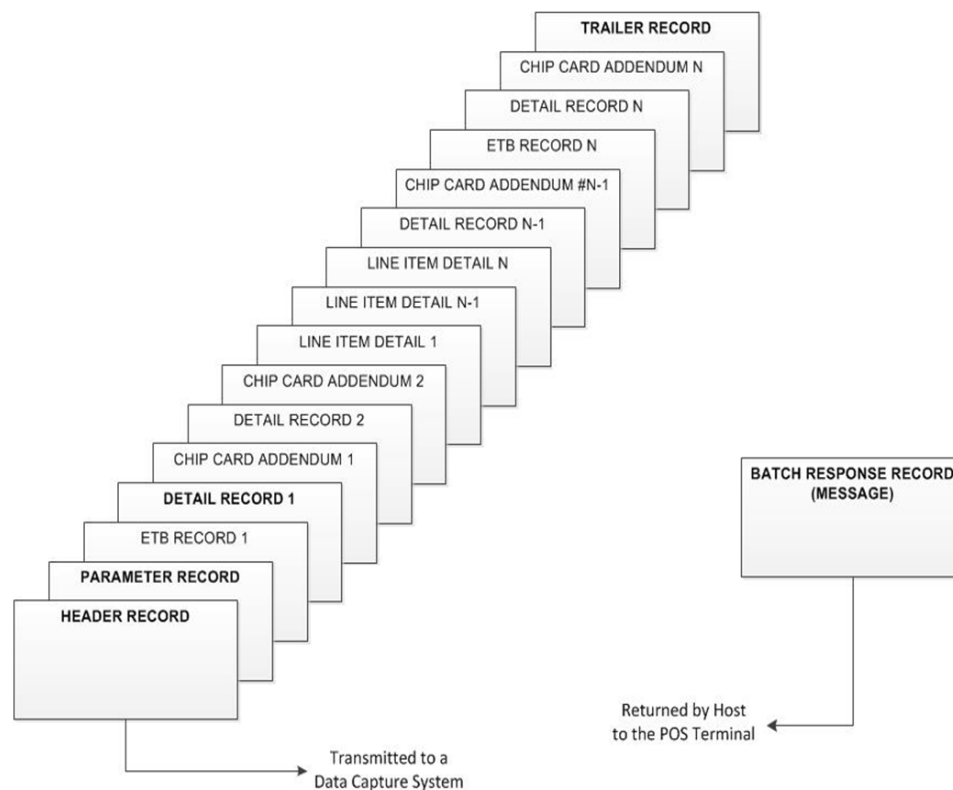 TRAILER RECORD
CHIP CARD ADDENDUM N
DETAIL RECORD N
ETB RECORD N
CHIP CARD ADDENDUM #N-1
DETAIL RECORD N-1
LINE ITEM DETAIL N
LINE ITEM DETAIL N-1
LINE ITEM DETAIL 1
CHIP CARD ADDENDUM 2
DETAIL RECORD 2
CHIP CARD ADDENDUM 1
DETAIL RECORD 1
ETB RECORD 1
PARAMETER RECORD
HEADER RECORD
Transmitted to a
Data Capture System
BATCH RESPONSE RECORD
(MESSAGE)
Returned by Host
to the POS Terminal